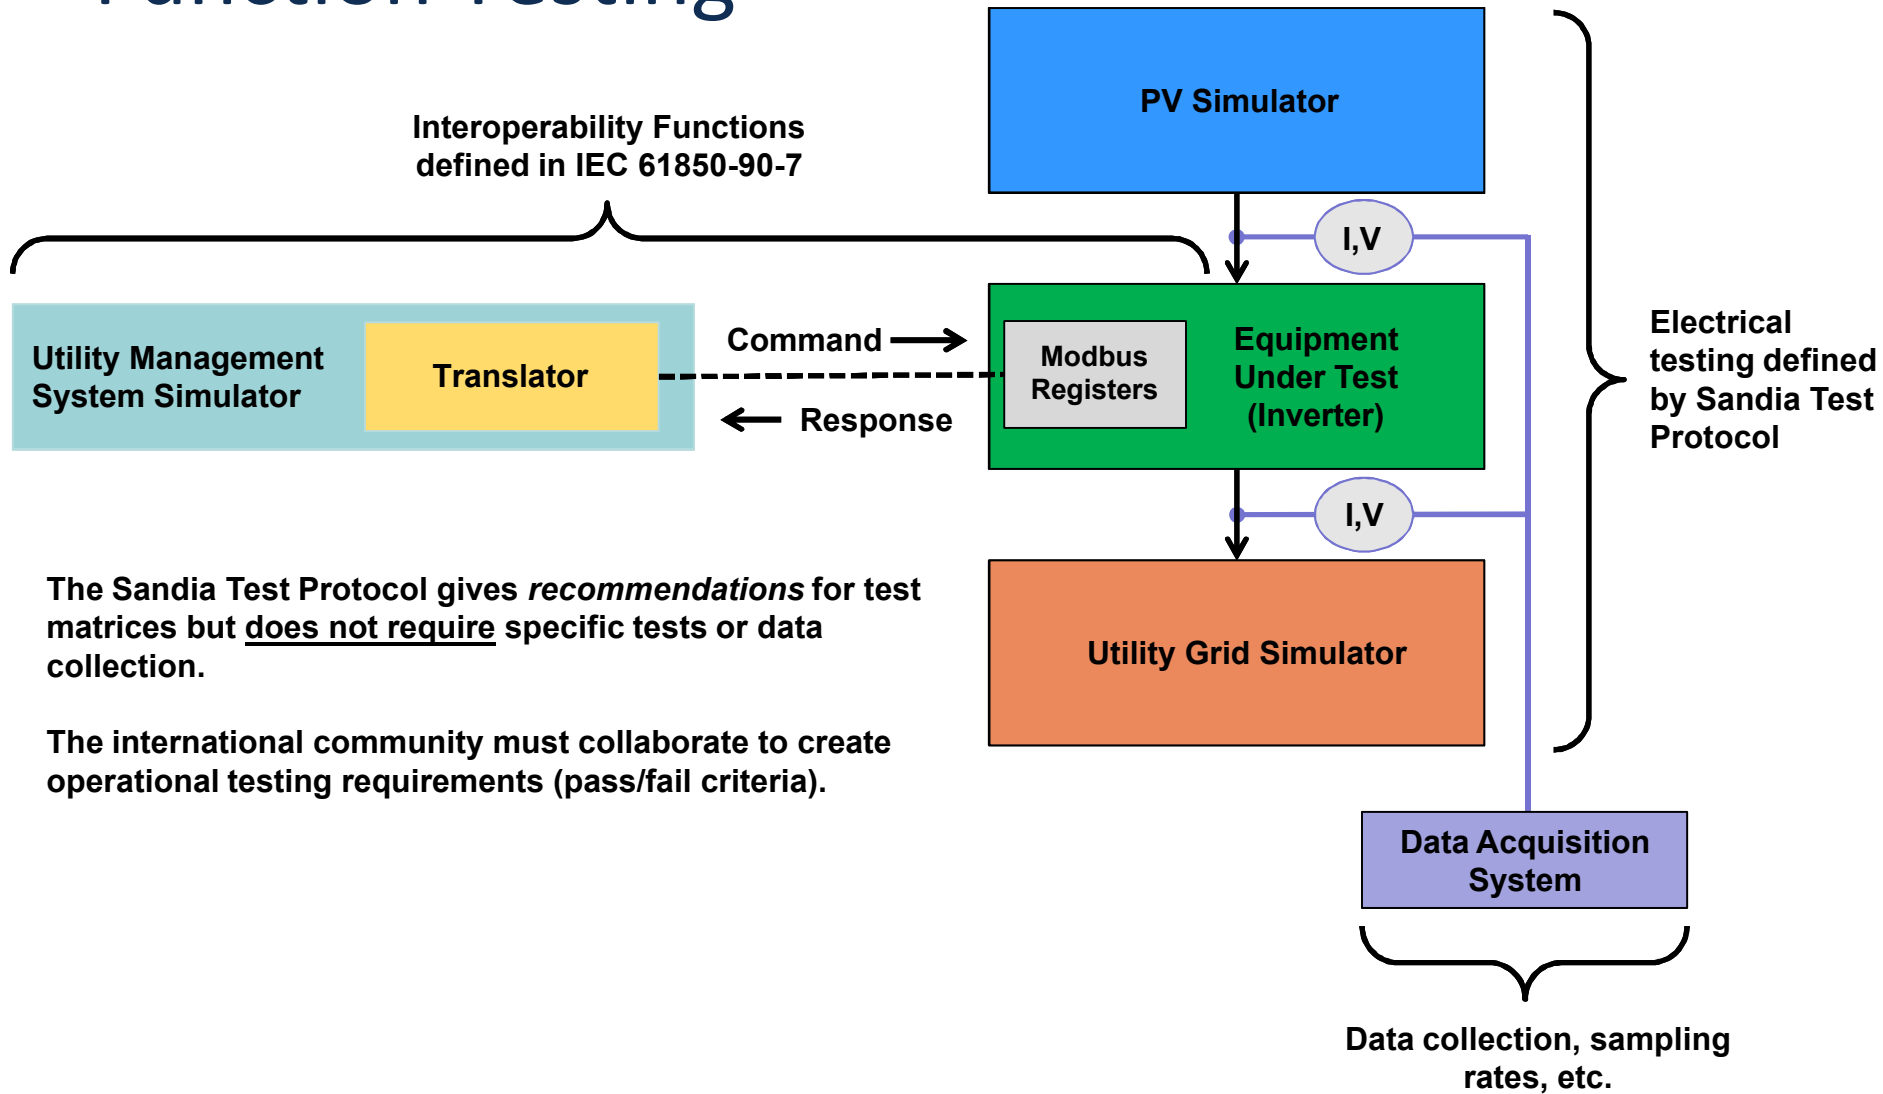 Function Testing
PV Simulator
Interoperability Functions
defined in IEC 61850-90-7
I,V
Utility Management
System Simulator
Translator
Command
Response
Modbus
Registers
Equipment
Under Test
(Inverter)
Electrical
testing defined
by Sandia Test
Protocol
I,V
The Sandia Test Protocol gives recommendations for test
matrices but does not require specific tests or data
collection.
Utility Grid Simulator
The international community must collaborate to create
operational testing requirements (pass/fail criteria).
Data Acquisition
System
Data collection, sampling
rates, etc.